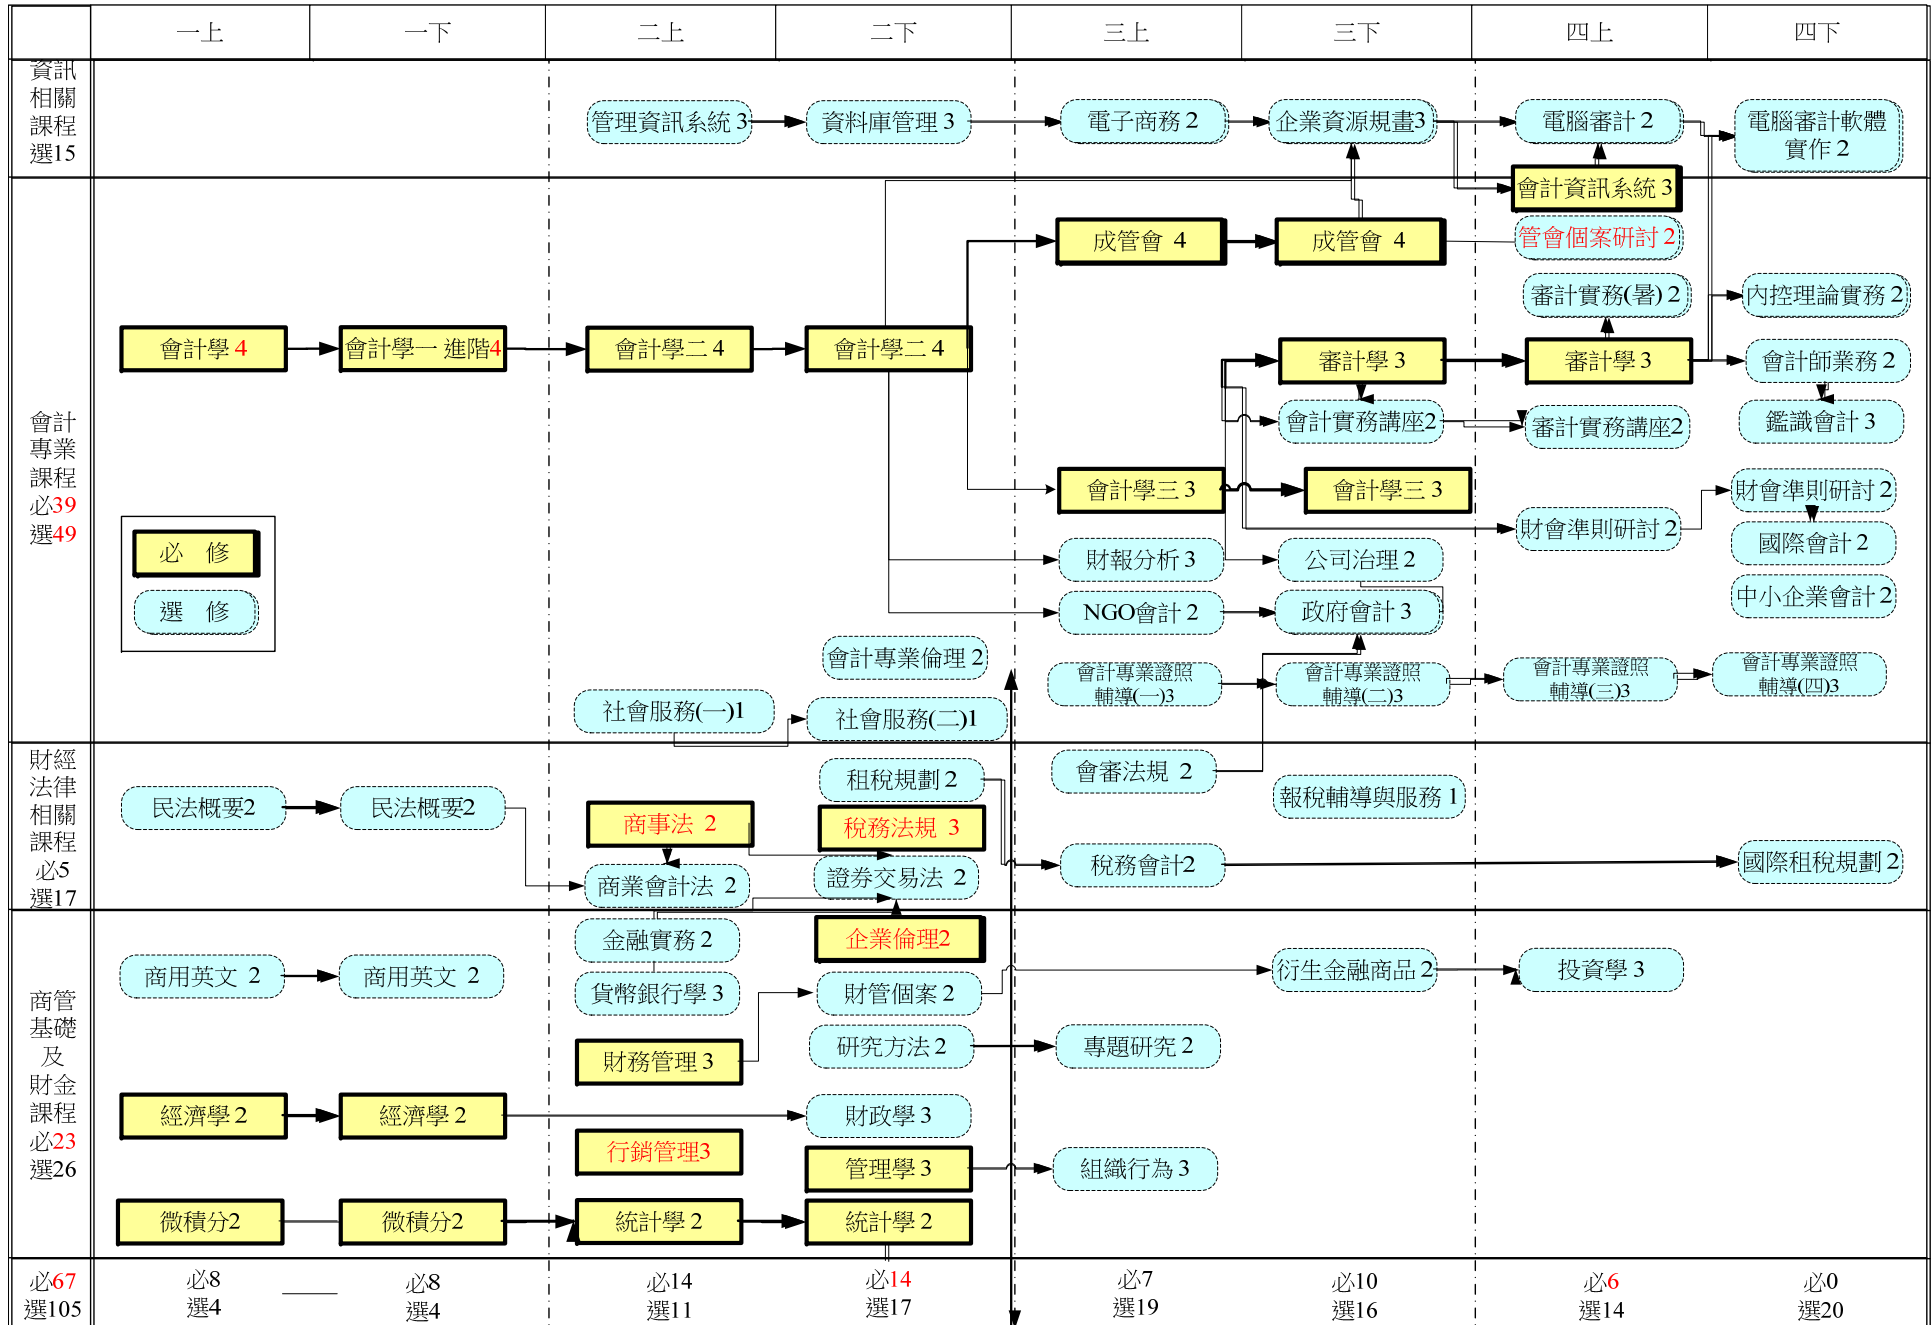 一上
一下
二上
二下
三上
三下
四上
四下
資訊
相關
課程
選15
管理資訊系統 3
資料庫管理 3
電子商務 2
企業資源規畫3
電腦審計 2
電腦審計軟體
實作 2
會計
專業
課程
必39
選49
會計資訊系統 3
成管會 4
成管會 4
管會個案研討 2
審計實務(暑) 2
內控理論實務 2
會計學 4
會計學一 進階4
會計學二 4
會計學二 4
審計學 3
審計學 3
會計師業務 2
會計實務講座2
審計實務講座2
鑑識會計 3
會計學三 3
會計學三 3
財會準則研討 2
財會準則研討 2
必 修
選 修
財報分析 3
公司治理 2
國際會計 2
NGO會計 2
政府會計 3
中小企業會計 2
會計專業倫理 2
會計專業證照
輔導(一)3
會計專業證照
輔導(二)3
會計專業證照
輔導(三)3
會計專業證照
輔導(四)3
社會服務(一)1
社會服務(二)1
財經
法律
相關
課程
必5
選17
民法概要2
民法概要2
商事法 2
商業會計法 2
租稅規劃 2
稅務法規 3
證券交易法 2
會審法規 2
稅務會計2
報稅輔導與服務 1
國際租稅規劃 2
商管
基礎
及
財金
課程
必23
選26
商用英文 2
商用英文 2
金融實務 2
貨幣銀行學 3
企業倫理2
財管個案 2
衍生金融商品 2
投資學 3
財務管理 3
研究方法 2
專題研究 2
經濟學 2
經濟學 2
財政學 3
行銷管理3
管理學 3
組織行為 3
微積分2
微積分2
統計學 2
統計學 2
必67
選105
必8
選4
必8
選4
必14
選11
必14
選17
必7
選19
必10
選16
必6
選14
必0
選20